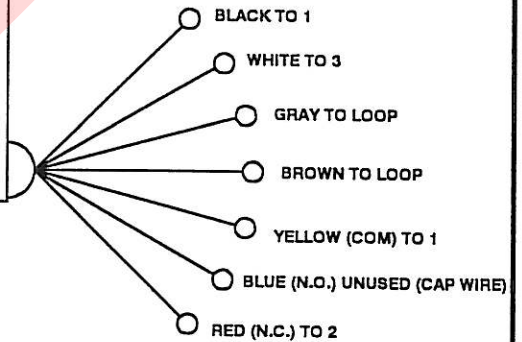 BLACK TO 1
WHITE TO 3
GRAY TO LOOP
BROWN TO LOOP
YELLOW (COM) TO 1
BLUE (N.O.) UNUSED (CAP WIRE)
RED (N.C.) TO 2